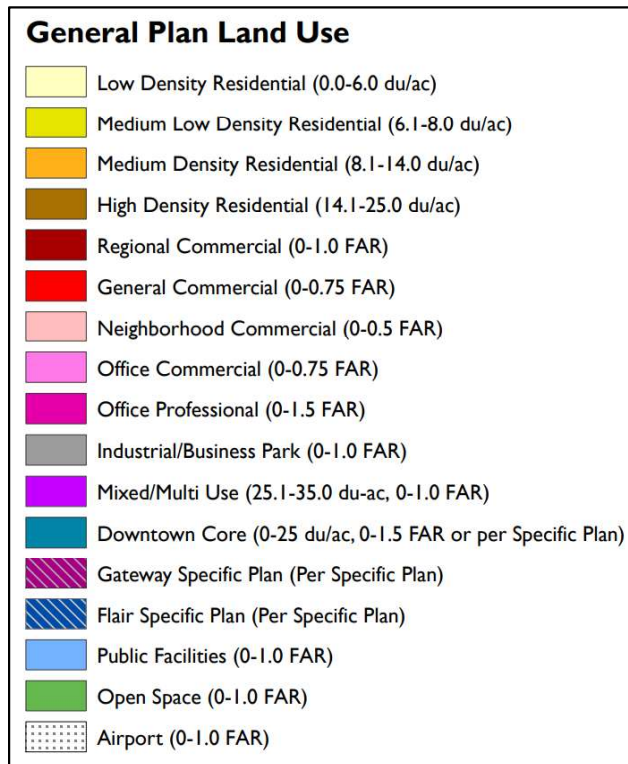 General Plan Land Use
Low Density Residential (0.0-6.0 du/ac)
Medium Low Density Residential (6.1-8.0 du/ac)
Medium Density Residential (8.1-14.0 du/ac)
High Density Residential (14.1-25.0 du/ac)
Regional Commercial (0-1.0 FAR)
General Commercial (0-0.75 FAR)
Neighborhood Commercial (0-0.5 FAR)
Office Commercial (0-0.75 FAR)
Office Professional (0-1.5 FAR)
Industrial/Business Park (0-1.0 FAR)
Mixed/Multi Use (25.1-35.0 du-ac, 0-1.0 FAR)
Downtown Core (0-25 du/ac, 0-1.5 FAR or per Specific Plan)
Gateway Specific Plan (Per Specific Plan)
Flair Specific Plan (Per Specific Plan)
Public Facilities (0-1.0 FAR)
Open Space (0-1.0 FAR)
Airport (0-1.0 FAR)